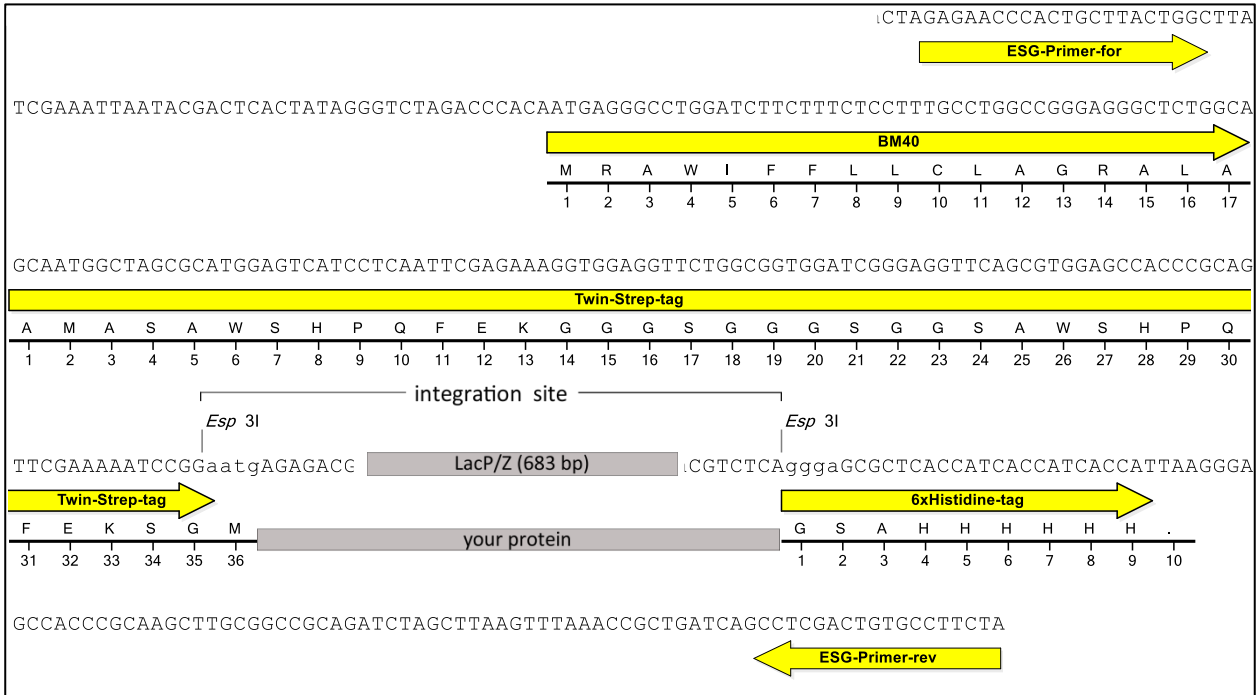 CTAGAGAACCCACTGCTTACTGGCTTA
ESG-Primer-for
TCGAAATTAATACGACTCACTATAGGGTCTAGACCCACAATGAGGGCCTGGATCTTCTTTCTCCTTTGCCTGGCCGGGAGGGCTCTGGCA
BM40
M R A W I F F L L C L A G R A L A
1 2 3 4 5 6 7 8 9 10 11 12 13 14 15 16 17
GCAATGGCTAGCGCATGGAGTCATCCTCAATTCGAGAAAGGTGGAGGTTCTGGCGGTGGATCGGGAGGTTCAGCGTGGAGCCACCCGCAG
Twin-Strep-tag
A M A S A W S H P Q F E K G G G S G G G S G G S A W S H P Q
1 2 3 4 5 6 7 8 9 10 11 12 13 14 15 16 17 18 19 20 21 22 23 24 25 26 27 28 29 30
integration site
Esp 3I Esp 3I
TTCGAAAAATCCGGaatgAGAGACG LacP/Z (683 bp) CGTCTCAgggaGCGCTCACCATCACCATCACCATTAAGGGA
Twin-Strep-tag 6xHistidine-tag
F E K S G M your protein G S A H H H H H H .
31 32 33 34 35 36 1 2 3 4 5 6 7 8 9 10
GCCACCCGCAAGCTTGCGGCCGCAGATCTAGCTTAAGTTTAAACCGCTGATCAGCCTCGACTGTGCCTTCTA
ESG-Primer-rev